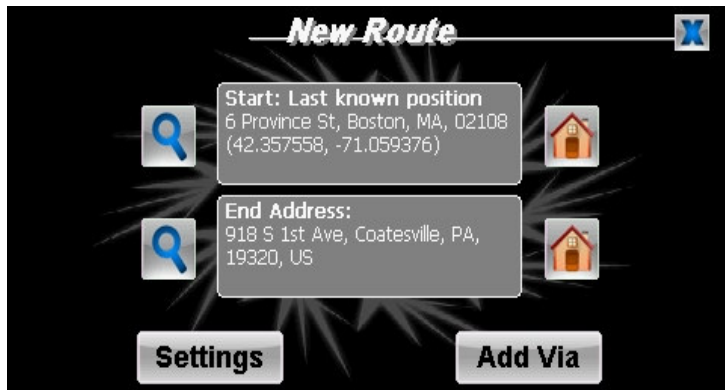 New Route
Start: Last known position
6 Province St, Boston, MA, 02108
(42.357558, -71.059376)
End Address:
918 S 1st Ave, Coatesville, PA,
19320, US
Settings
Add Via